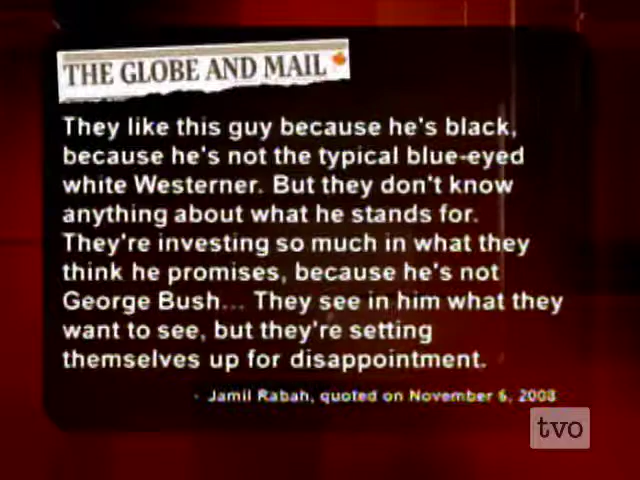 THE GLOBE AND MAIL
They like this guy because he's black,
because he's not the typical blue-eyed
white Westerner. But they don't know
anything about what he stands for.
They're investing so much in what they
think he promises, because he's not
George Bush... They see in him what they
want to see, but they're setting
themselves up for disappointment.
- Jamil Rabah, quoted on November 6, 2008
tvo